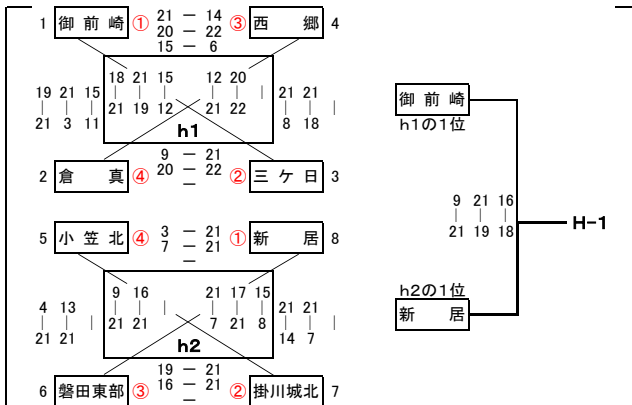 1 御前崎 ① 21 － 14 ③ 西郷 4
20 － 22
15 － 6
19 21 15 18 21 15 12 20 21 21
| | | | | | | | | | | |
21 3 11 21 19 12 21 22 8 18
h1
9 － 21
2 倉真 ④ 20 － 22 ② 三ケ日 3
－
5 小笠北 ④ 3 － 21 ① 新居 8
7 － 21
－
4 13 9 16 21 17 15 21 21
| | | | | | | | | | | |
21 21 21 21 7 21 8 14 7
h2
19 － 21
6 磐田東部 ③ 16 － 21 ② 掛川城北 7
－
御前崎
h1の1位
9 21 16
| | |
21 19 18
H-1
h2の1位
新居